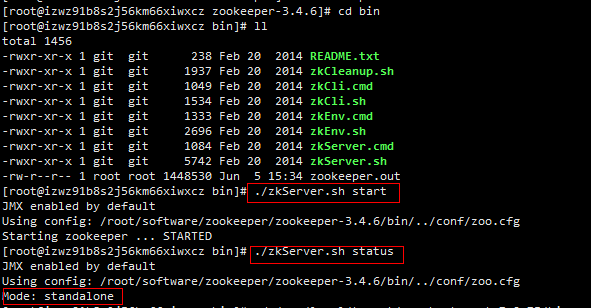 [root@izwz91b8s2j56km66xiwxcz zookeeper-3.4.6]# cd bin
[root@izwz91b8s2j56km66xiwxcz bin]# ll
total 1456
-rwxr-xr-x 1 git  git      238 Feb 20  2014 README.txt
-rwxr-xr-x 1 git  git     1937 Feb 20  2014 zkCleanup.sh
-rwxr-xr-x 1 git  git     1049 Feb 20  2014 zkCli.cmd
-rwxr-xr-x 1 git  git     1534 Feb 20  2014 zkCli.sh
-rwxr-xr-x 1 git  git     1333 Feb 20  2014 zkEnv.cmd
-rwxr-xr-x 1 git  git     2696 Feb 20  2014 zkEnv.sh
-rwxr-xr-x 1 git  git     1084 Feb 20  2014 zkServer.cmd
-rwxr-xr-x 1 git  git     5742 Feb 20  2014 zkServer.sh
-rw-r--r-- 1 root root 1448530 Jun  5 15:34 zookeeper.out
[root@izwz91b8s2j56km66xiwxcz bin]# ./zkServer.sh start
JMX enabled by default
Using config: /root/software/zookeeper/zookeeper-3.4.6/bin/../conf/zoo.cfg
Starting zookeeper ... STARTED
[root@izwz91b8s2j56km66xiwxcz bin]# ./zkServer.sh status
JMX enabled by default
Using config: /root/software/zookeeper/zookeeper-3.4.6/bin/../conf/zoo.cfg
Mode: standalone